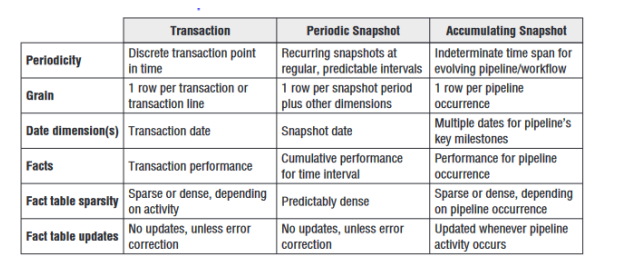 Transaction Periodic Snapshot Accumulating Snapshot
Periodicity Discrete transaction point in time Recurring snapshots at regular, predictable intervals Indeterminate time span for evolving pipeline/workflow
Grain 1 row per transaction or transaction line 1 row per snapshot period plus other dimensions 1 row per pipeline occurrence
Date dimension(s) Transaction date Snapshot date Multiple dates for pipeline's key milestones
Facts Transaction performance Cumulative performance for time interval Performance for pipeline occurrence
Fact table sparsity Sparse or dense, depending on activity Predictably dense Sparse or dense, depending on pipeline occurrence
Fact table updates No updates, unless error correction No updates, unless error correction Updated whenever pipeline activity occurs